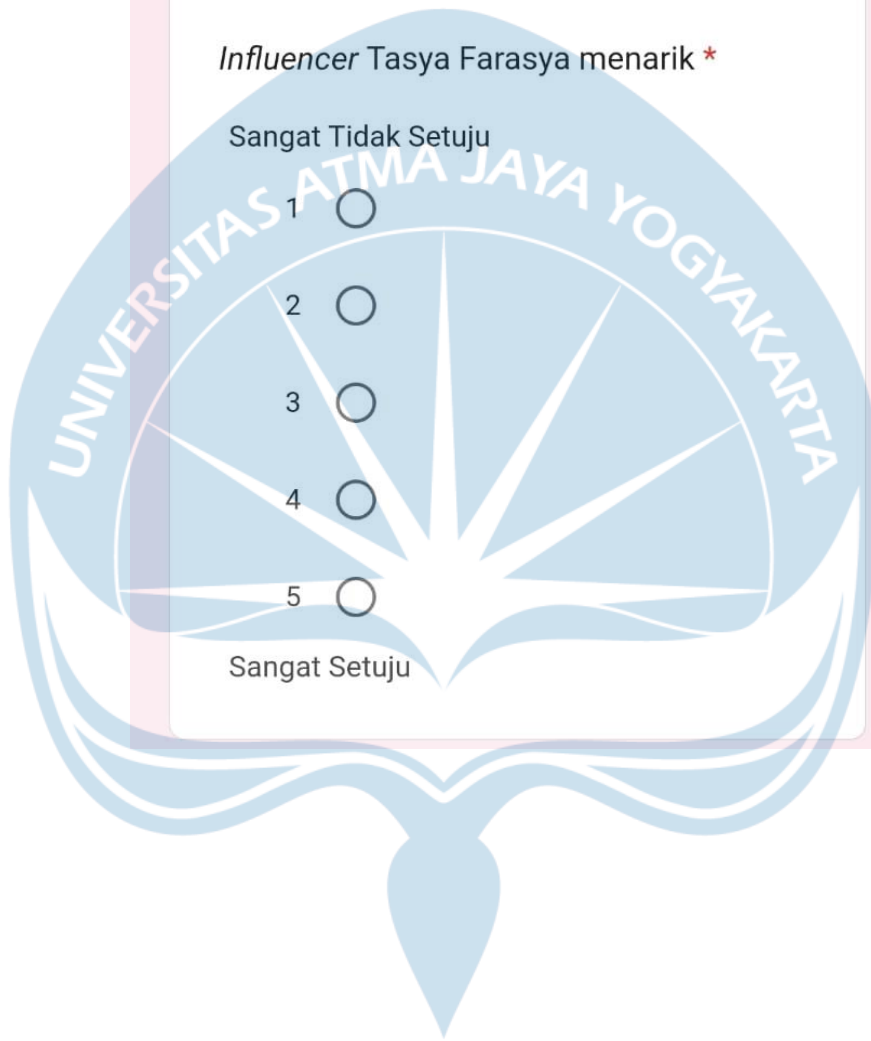 Influencer Tasya Farasya menarik *
Sangat Tidak Setuju
UNIVERSITAS ATMA JAYA YOGYAKARTA
1
2
3
4
5
Sangat Setuju